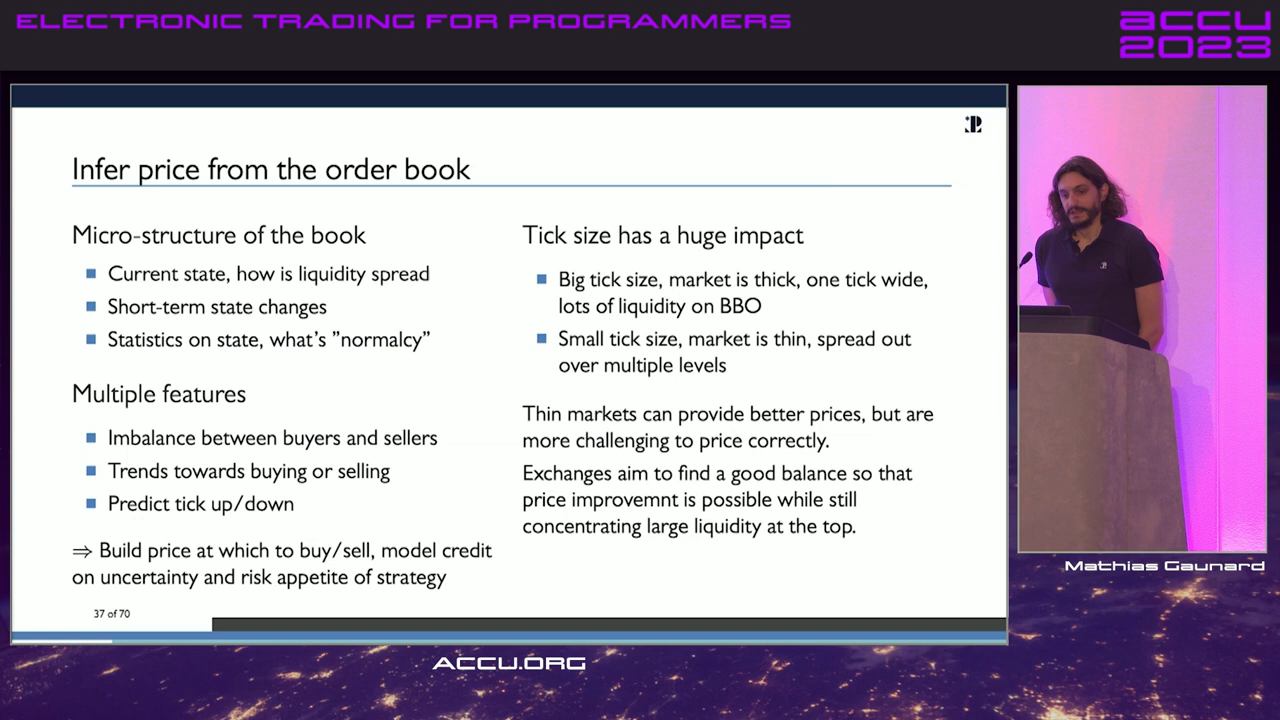 ELECTRONIC TRADING FOR PROGRAMMERS
accu
2023
Infer price from the order book
Micro-structure of the book
Current state, how is liquidity spread
Short-term state changes
Statistics on state, what's "normalcy"
Multiple features
Imbalance between buyers and sellers
Trends towards buying or selling
Predict tick up/down
⇒ Build price at which to buy/sell, model credit
on uncertainty and risk appetite of strategy
Tick size has a huge impact
Big tick size, market is thick, one tick wide,
lots of liquidity on BBO
Small tick size, market is thin, spread out
over multiple levels
Thin markets can provide better prices, but are
more challenging to price correctly.
Exchanges aim to find a good balance so that
price improvemnt is possible while still
concentrating large liquidity at the top.
37 of 70
Mathias Gaunard
ACCU.ORG